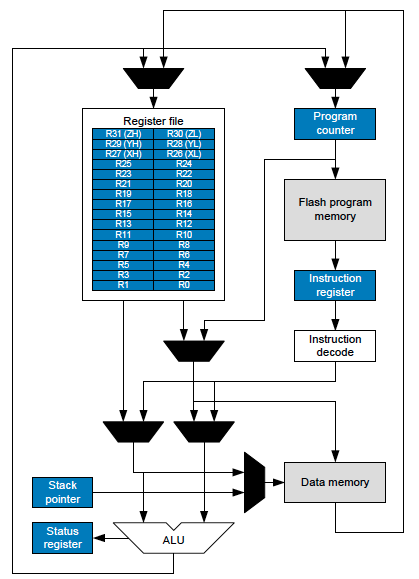 Register file
R31 (ZH) R30 (ZL)
R29 (YH) R28 (YL)
R27 (XH) R26 (XL)
R25 R24
R23 R22
R21 R20
R19 R18
R17 R16
R15 R14
R13 R12
R11 R10
R9 R8
R7 R6
R5 R4
R3 R2
R1 R0
Program
counter
Flash program
memory
Instruction
register
Instruction
decode
Data memory
Stack
pointer
Status
register
ALU